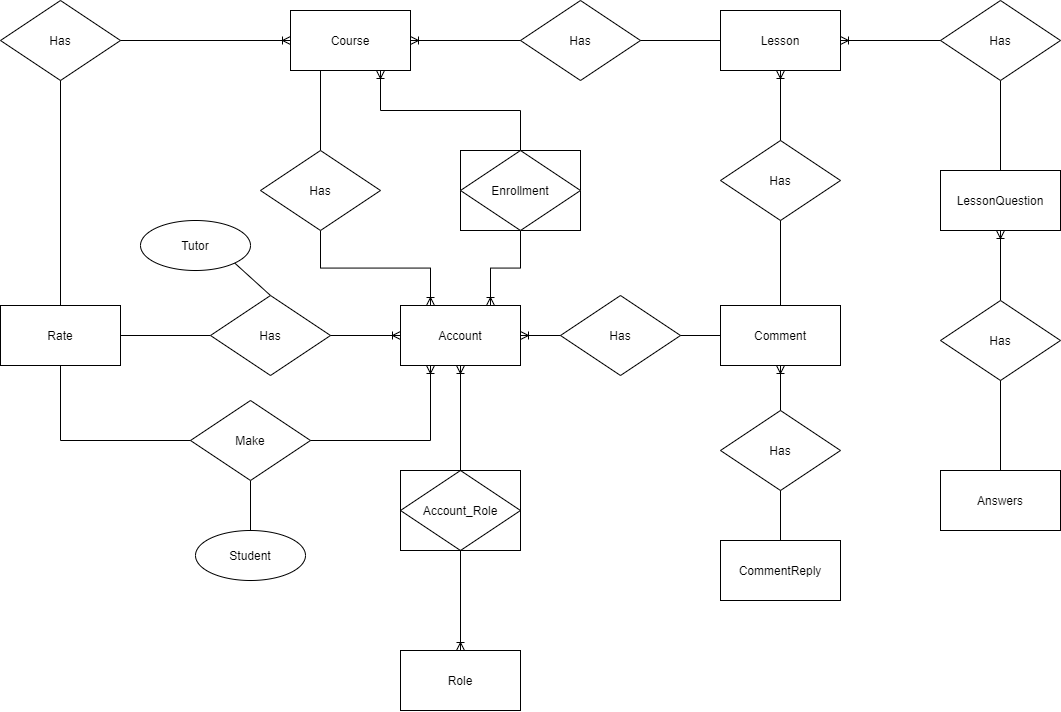 Has
Course
Has
Lesson
Has
Has
Enrollment
Has
LessonQuestion
Tutor
Rate
Has
Account
Has
Comment
Has
Make
Has
Account_Role
Answers
Student
CommentReply
Role